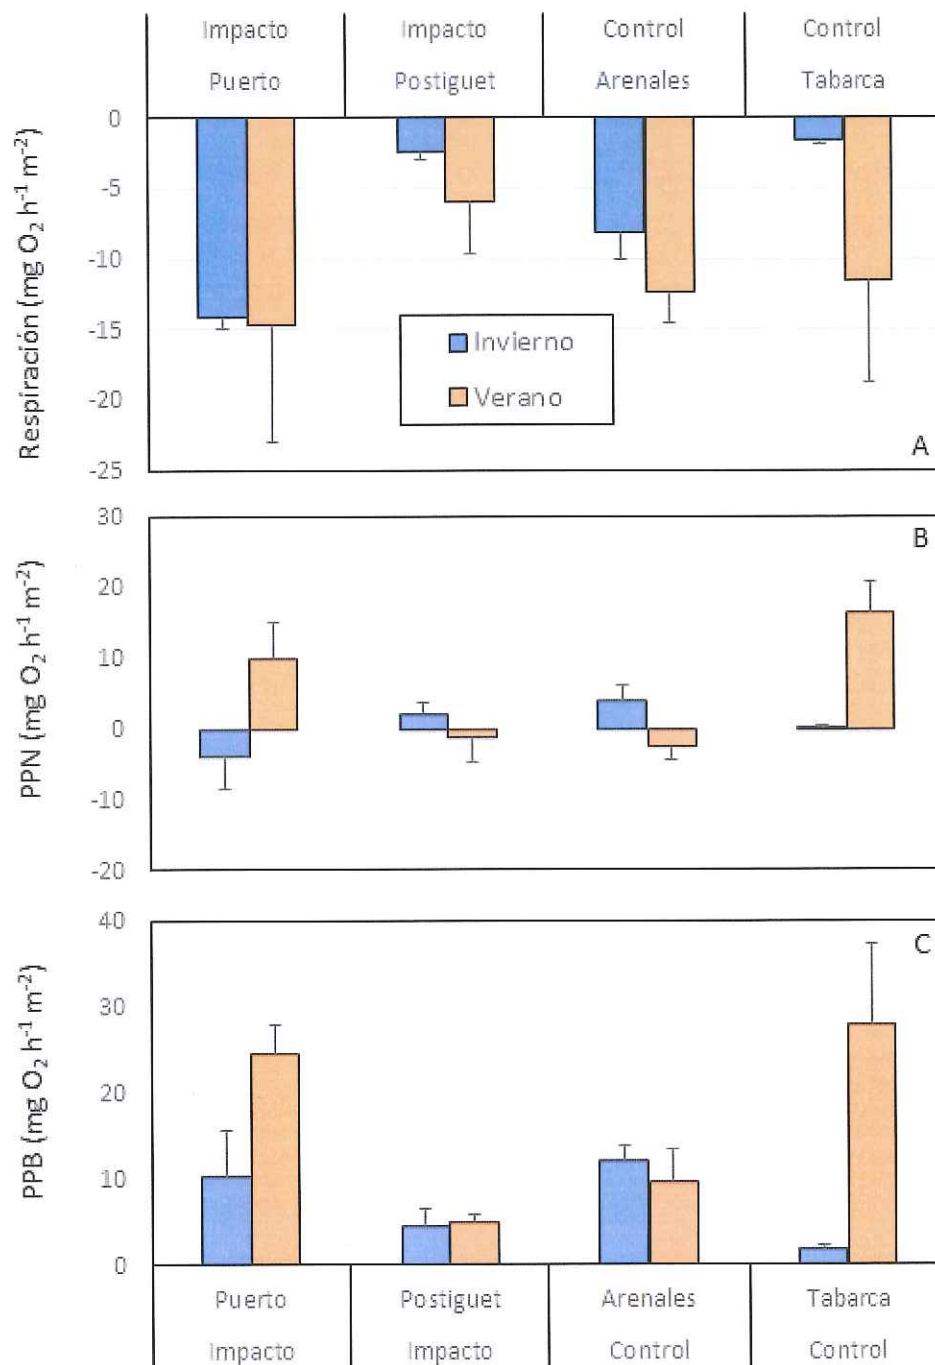 Impacto Impacto Control Control
Puerto Postiguet Arenales Tabarca
Respiración (mg O₂ h⁻¹ m⁻²)
0
-5
-10
-15
-20
-25
Invierno
Verano
A
PPN (mg O₂ h⁻¹ m⁻²)
30
20
10
0
-10
-20
B
PPB (mg O₂ h⁻¹ m⁻²)
40
30
20
10
0
C
Puerto Postiguet Arenales Tabarca
Impacto Impacto Control Control